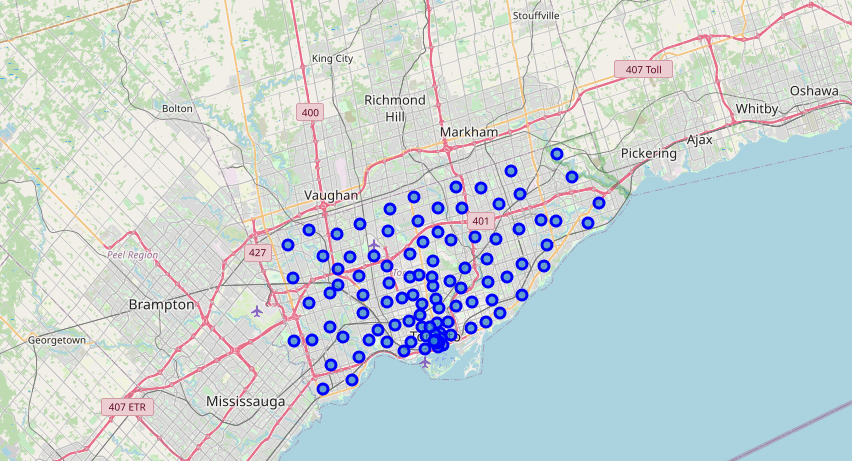 Stouffville
King City
407 Toll
Oshawa
Bolton
Richmond
Hill
400
Whitby
Markham
Ajax
Pickering
Vaughan
401
427
Peel Region
Brampton
Georgetown
Mississauga
407 ETR